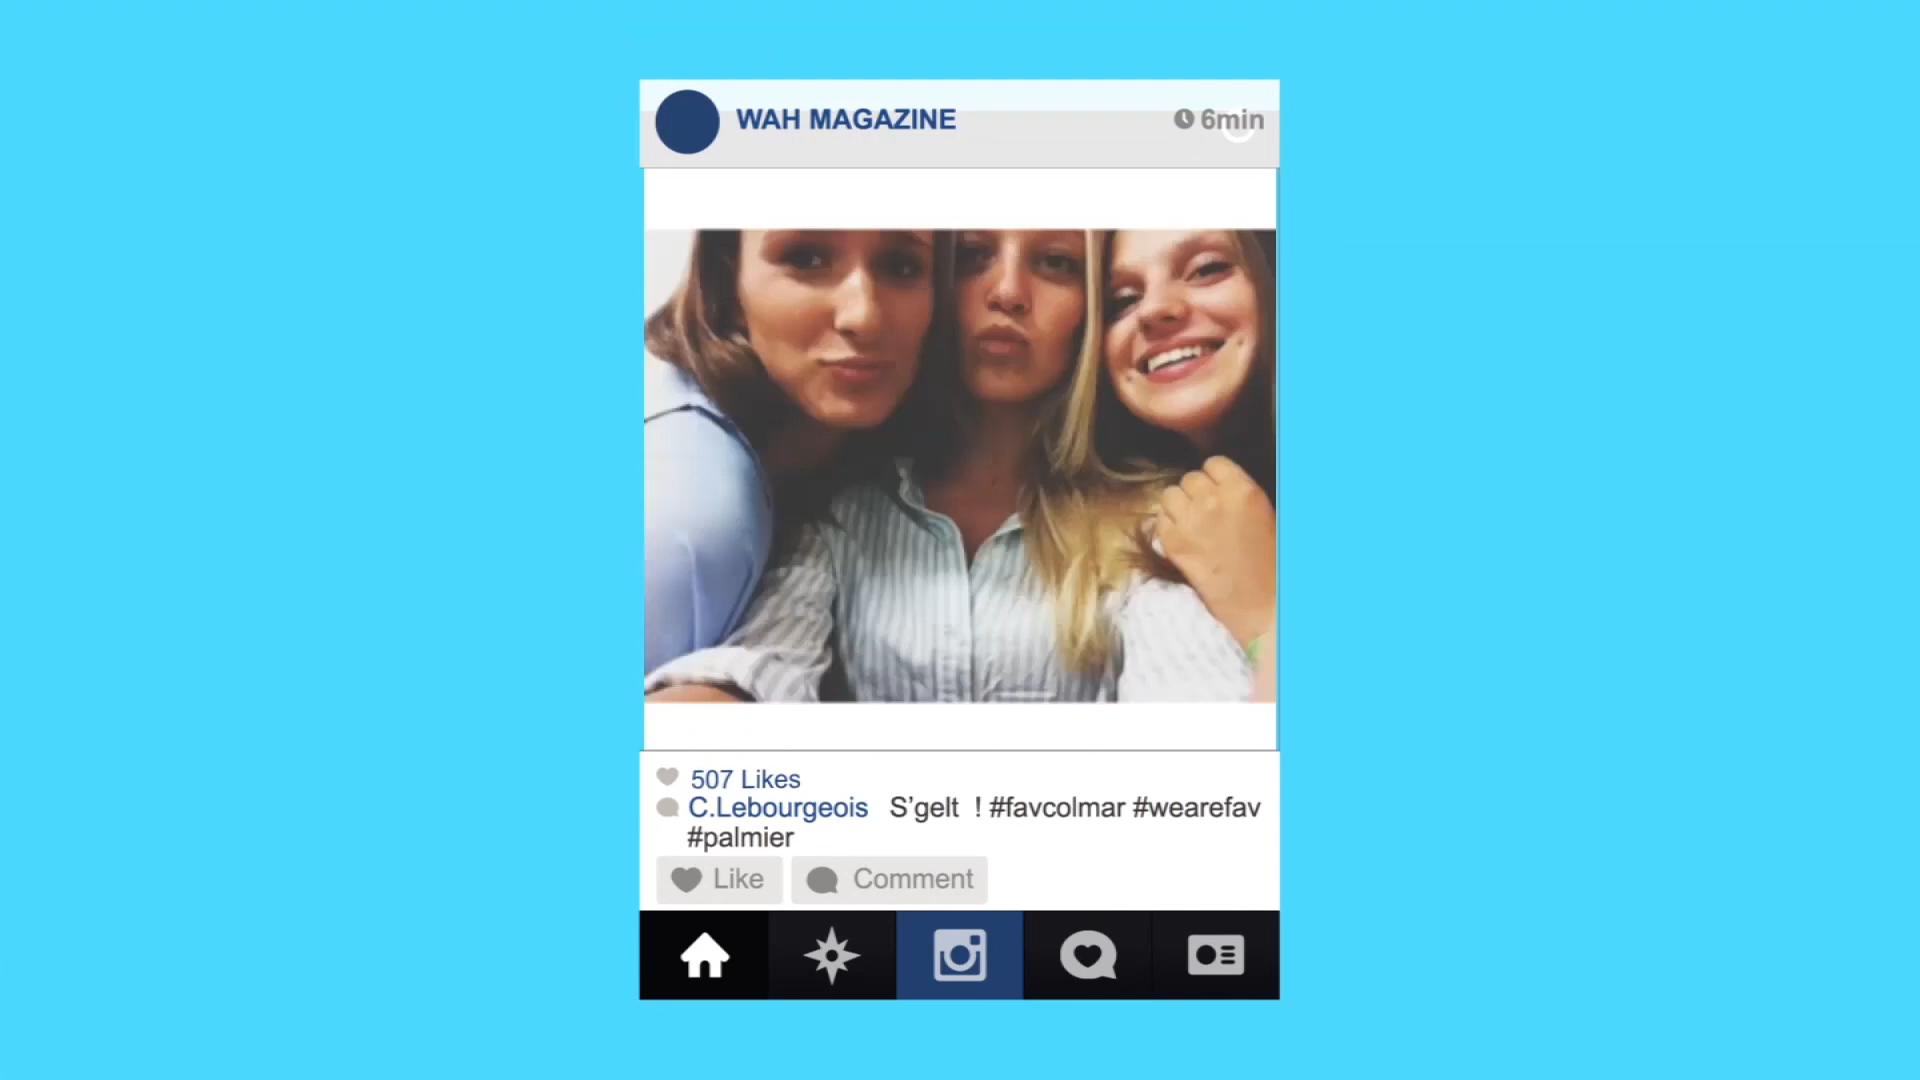 WAH MAGAZINE 6min
507 Likes
C.Lebourgeois S’gelt ! #favcolmar #wearefav
#palmier
Like Comment